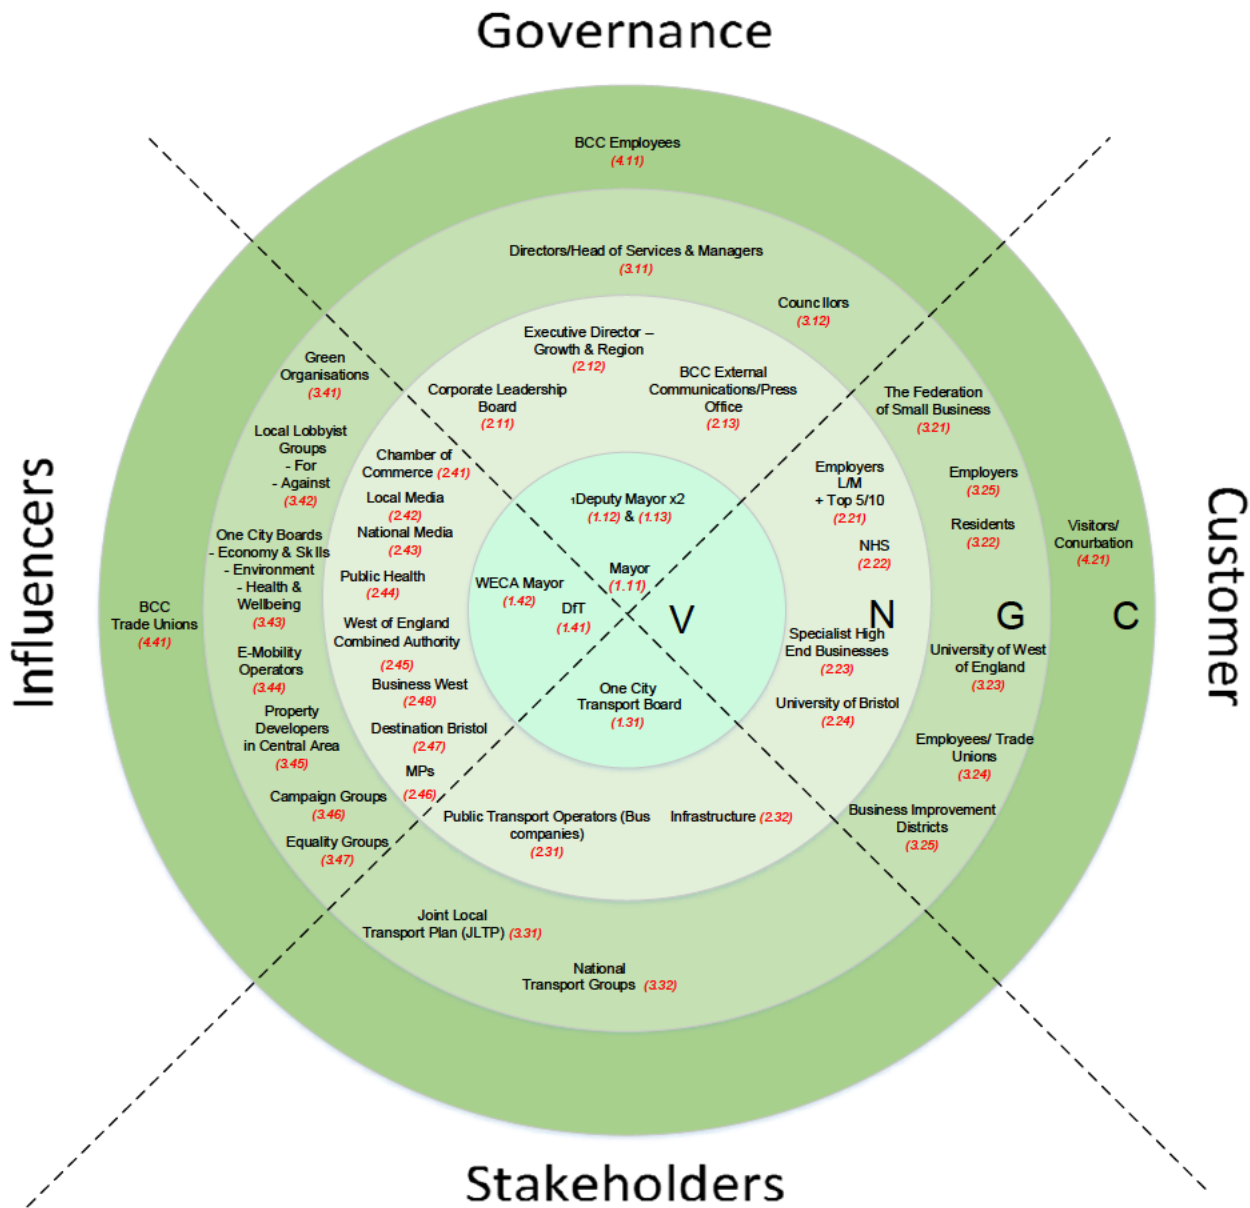 Governance
BCC Employees
(4.11)
Directors/Head of Services & Managers
(3.11)
Councillors
(3.12)
Executive Director –
Growth & Region
(2.12)
BCC External
Communications/Press
Office
(2.13)
Corporate Leadership
Board
(2.11)
1Deputy Mayor x2
(1.12) & (1.13)
Mayor
(1.11)
Influencers
Green
Organisations
(3.41)
Local Lobbyist
Groups
- For
- Against
(3.42)
One City Boards
- Economy & Skills
- Environment
- Health &
Wellbeing
(3.43)
E-Mobility
Operators
(3.44)
Property
Developers
in Central Area
(3.45)
Campaign Groups
(3.46)
Equality Groups
(3.47)
BCC
Trade Unions
(4.41)
Chamber of
Commerce (2.41)
Local Media
(2.42)
National Media
(2.43)
Public Health
(2.44)
West of England
Combined Authority
(2.45)
Business West
(2.48)
Destination Bristol
(2.47)
MPs
(2.46)
WECA Mayor
(1.42)
DfT
(1.41)
V
N
G
C
Customer
The Federation
of Small Business
(3.21)
Employers
(3.25)
Residents
(3.22)
Visitors/
Conurbation
(4.21)
Employers
L/M
+ Top 5/10
(2.21)
NHS
(2.22)
Specialist High
End Businesses
(2.23)
University of Bristol
(2.24)
University of West
of England
(3.23)
Employees/ Trade
Unions
(3.24)
Business Improvement
Districts
(3.25)
One City
Transport Board
(1.31)
Public Transport Operators (Bus
companies)
(2.31)
Infrastructure (2.32)
Joint Local
Transport Plan (JLTP) (3.31)
National
Transport Groups (3.32)
Stakeholders